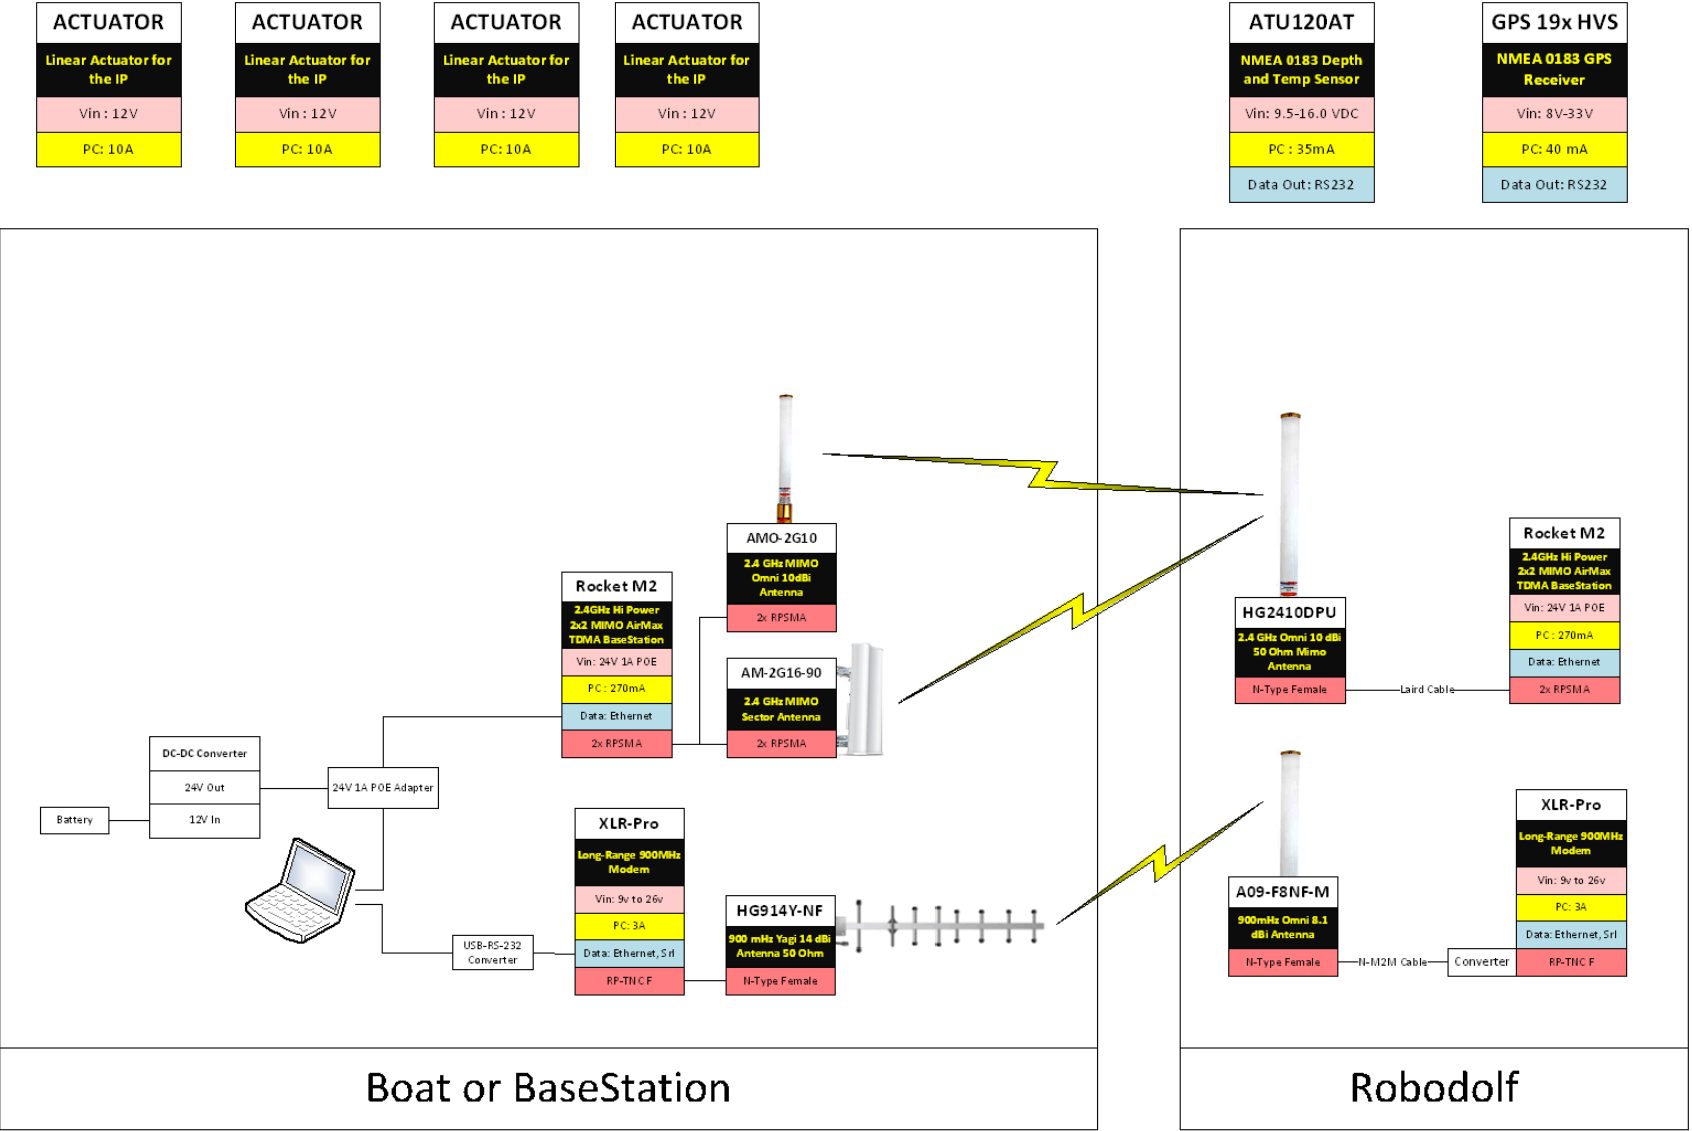 ACTUATOR
Linear Actuator for
the IP
Vin : 12V
PC: 10A
ACTUATOR
Linear Actuator for
the IP
Vin : 12V
PC: 10A
ACTUATOR
Linear Actuator for
the IP
Vin : 12V
PC: 10A
ACTUATOR
Linear Actuator for
the IP
Vin : 12V
PC: 10A
ATU120AT
NMEA 0183 Depth
and Temp Sensor
Vin: 9.5-16.0 VDC
PC : 35mA
Data Out: RS232
GPS 19x HVS
NMEA 0183 GPS
Receiver
Vin: 8V-33V
PC: 40 mA
Data Out: RS232
AMO-2G10
2.4 GHz MIMO
Omni 10dBi
Antenna
2x RPSMA
Rocket M2
2.4GHz Hi Power
2x2 MIMO AirMax
TDMA BaseStation
Vin: 24V 1A POE
PC : 270mA
Data: Ethernet
2x RPSMA
AM-2G16-90
2.4 GHz MIMO
Sector Antenna
2x RPSMA
DC-DC Converter
24V Out
12V In
Battery
24V 1A POE Adapter
USB-RS-232
Converter
XLR-Pro
Long-Range 900MHz
Modem
Vin: 9v to 26v
PC: 3A
Data: Ethernet, Srl
RP-TNC F
HG914Y-NF
900 mHz Yagi 14 dBi
Antenna 50 Ohm
N-Type Female
Boat or BaseStation
HG2410DPU
2.4 GHz Omni 10 dBi
50 Ohm Mimo
Antenna
N-Type Female
Laird Cable
Rocket M2
2.4GHz Hi Power
2x2 MIMO AirMax
TDMA BaseStation
Vin: 24V 1A POE
PC : 270mA
Data: Ethernet
2x RPSMA
A09-F8NF-M
900mHz Omni 8.1
dBi Antenna
N-Type Female
N-M2M Cable
Converter
XLR-Pro
Long-Range 900MHz
Modem
Vin: 9v to 26v
PC: 3A
Data: Ethernet, Srl
RP-TNC F
Robodolf